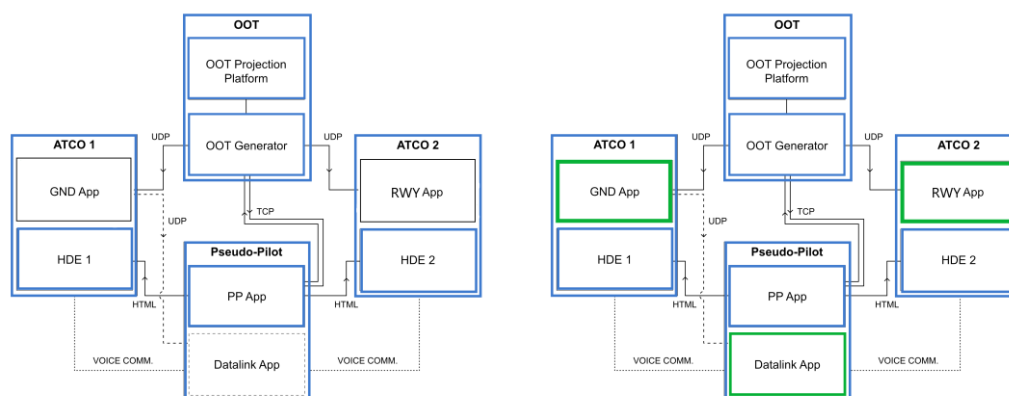 OOT
OOT Projection
Platform
OOT Generator
UDP
UDP
ATCO 1
GND App
HDE 1
ATCO 2
RWY App
HDE 2
UDP
TCP
Pseudo-Pilot
PP App
HTML
HTML
Datalink App
VOICE COMM.
VOICE COMM.
OOT
OOT Projection
Platform
OOT Generator
UDP
UDP
ATCO 1
GND App
HDE 1
ATCO 2
RWY App
HDE 2
UDP
TCP
Pseudo-Pilot
PP App
HTML
HTML
Datalink App
VOICE COMM.
VOICE COMM.